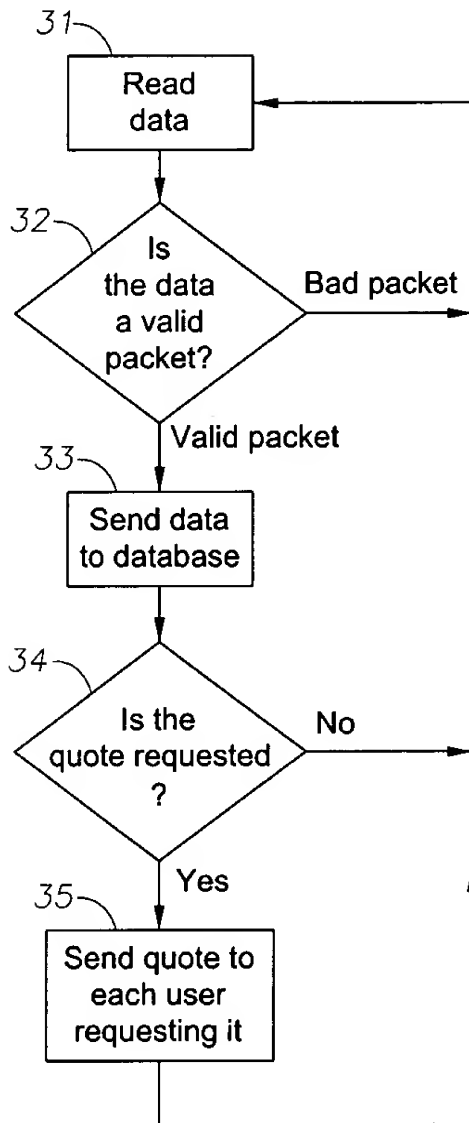 31
Read
data
32
Is
the data
a valid
packet?
Bad packet
Valid packet
33
Send data
to database
34
Is the
quote requested
?
No
Yes
35
Send quote to
each user
requesting it